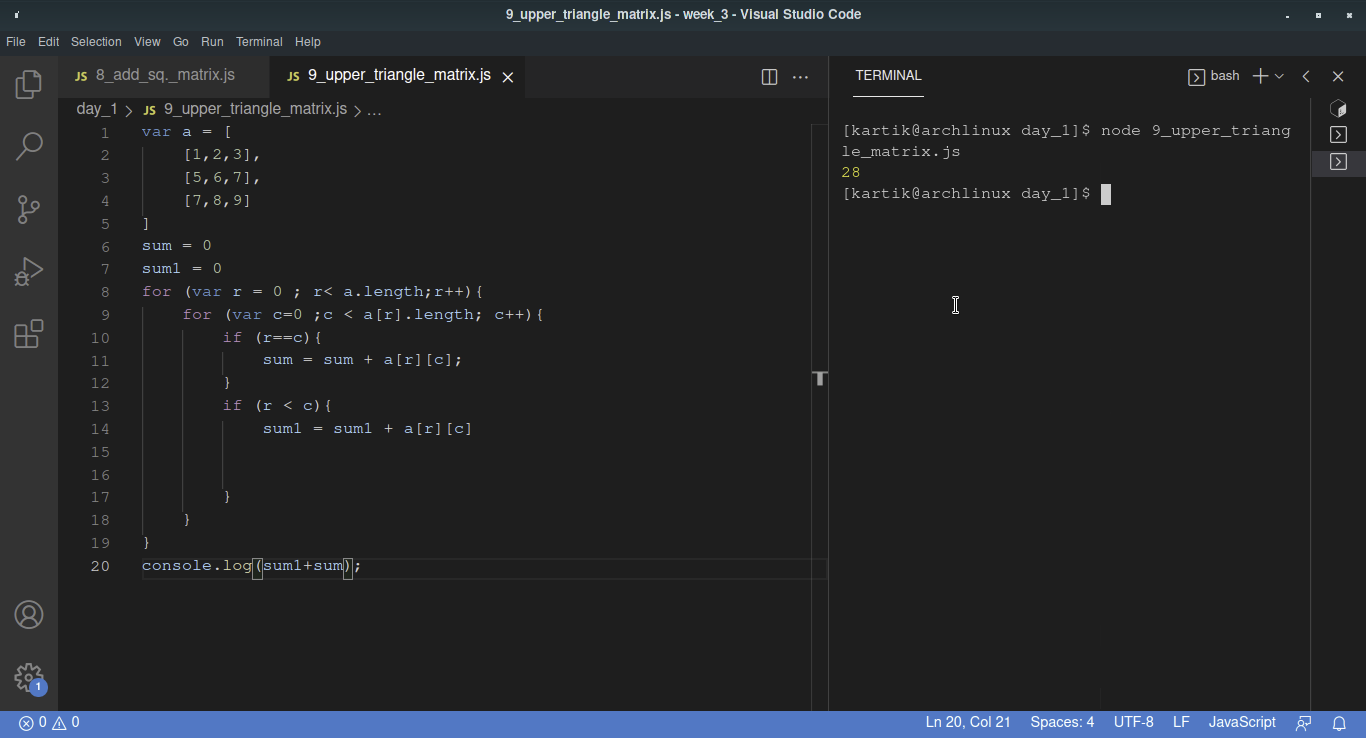 9_upper_triangle_matrix.js - week_3 - Visual Studio Code
File Edit Selection View Go Run Terminal Help
JS 8_add_sq._matrix.js JS 9_upper_triangle_matrix.js
day_1 > JS 9_upper_triangle_matrix.js > ...
1 var a = [
2 [1,2,3],
3 [5,6,7],
4 [7,8,9]
5 ]
6 sum = 0
7 sum1 = 0
8 for (var r = 0 ; r< a.length;r++){
9 for (var c=0 ;c < a[r].length; c++){
10 if (r==c){
11 sum = sum + a[r][c];
12 }
13 if (r < c){
14 sum1 = sum1 + a[r][c]
15
16
17 }
18 }
19 }
20 console.log(sum1+sum);
TERMINAL bash
[kartik@archlinux day_1]$ node 9_upper_triang
le_matrix.js
28
[kartik@archlinux day_1]$
1
0 0 Ln 20, Col 21 Spaces: 4 UTF-8 LF JavaScript